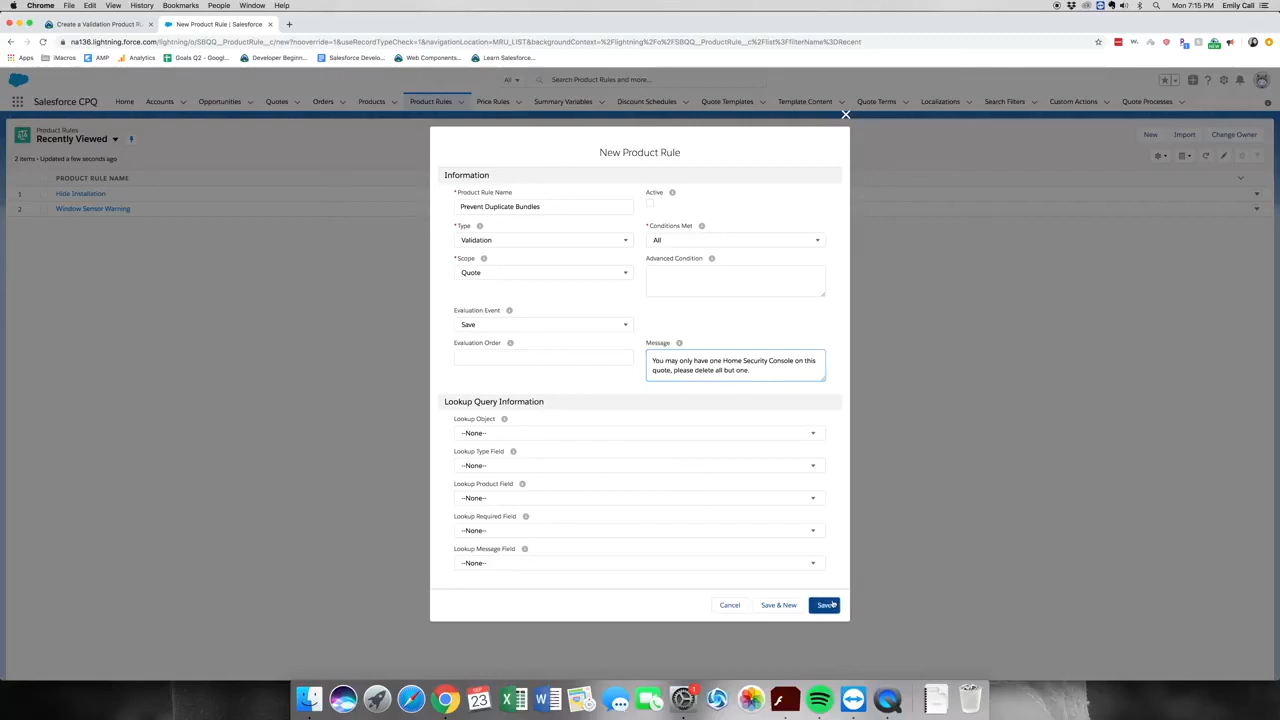 Chrome File Edit View History Bookmarks People Window Help
Mon 7:15 PM Emily Call
Create a Validation Product R
New Product Rule | Salesforce
na136.lightning.force.com/lightning/o/SBQQ__ProductRule__c/new?nooverride=1&useRecordTypeCheck=1&navigationLocation=MRU_LIST&backgroundContext=%2Flightning%2Fo%2FSBQQ__ProductRule__c%2Flist%3FfilterName%3DRecent
Apps iMacros AMP Analytics Goals Q2 - Googl... Developer Beginn... Salesforce Develo... Web Components... Learn Salesforce...
All Search Product Rules and more...
Salesforce CPQ Home Accounts Opportunities Quotes Orders Products Product Rules Price Rules Summary Variables Discount Schedules Quote Templates Template Content Quote Terms Localizations Search Filters Custom Actions Quote Processes
Product Rules
Recently Viewed
New Import Change Owner
2 items • Updated a few seconds ago
PRODUCT RULE NAME
1 Hide Installation
2 Window Sensor Warning
New Product Rule
Information
*Product Rule Name
Prevent Duplicate Bundles
Active
*Type
Validation
*Conditions Met
All
*Scope
Quote
Advanced Condition
Evaluation Event
Save
Evaluation Order
Message
You may only have one Home Security Console on this
quote, please delete all but one.
Lookup Query Information
Lookup Object
--None--
Lookup Type Field
--None--
Lookup Product Field
--None--
Lookup Required Field
--None--
Lookup Message Field
--None--
Cancel Save & New Save
SEP
23
1